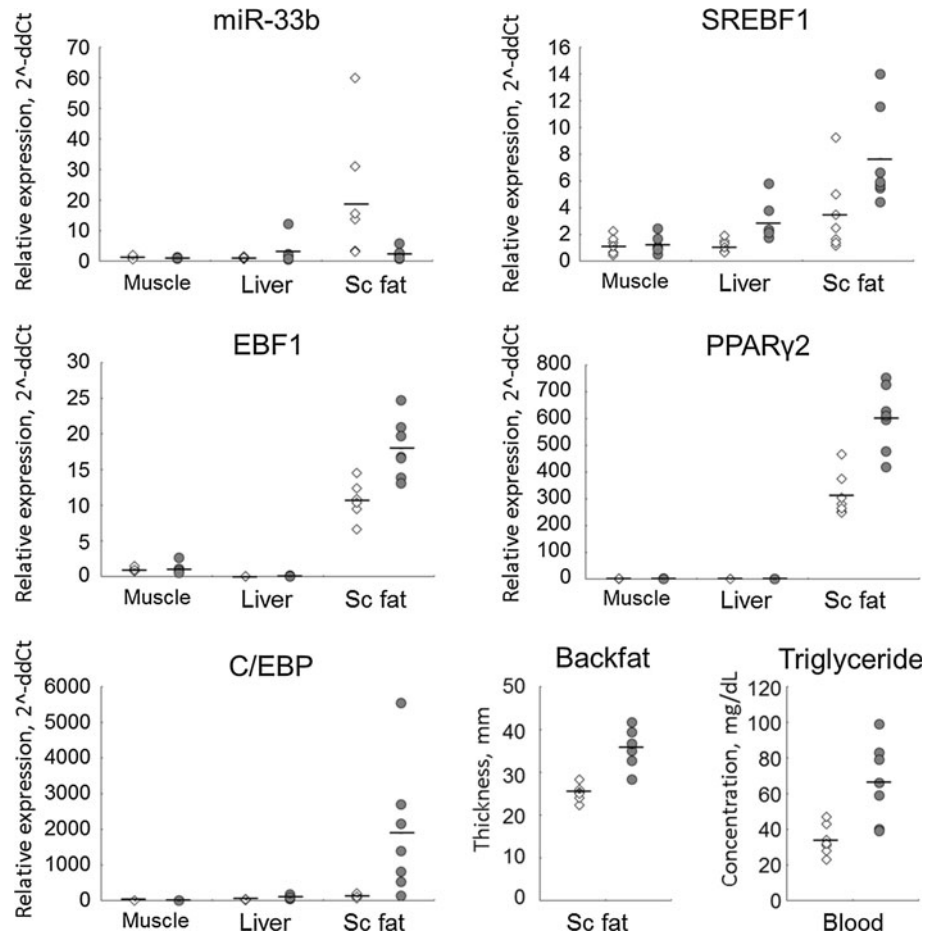 miR-33b
Relative expression, 2^-ddCt
70
60
50
40
30
20
10
0
Muscle
Liver
Sc fat
SREBF1
Relative expression, 2^-ddCt
16
14
12
10
8
6
4
2
0
Muscle
Liver
Sc fat
EBF1
Relative expression, 2^-ddCt
30
25
20
15
10
5
0
Muscle
Liver
Sc fat
PPARγ2
Relative expression, 2^-ddCt
800
700
600
500
400
300
200
100
0
Muscle
Liver
Sc fat
C/EBP
Relative expression, 2^-ddCt
6000
5000
4000
3000
2000
1000
0
Muscle
Liver
Sc fat
Backfat
Thickness, mm
50
40
30
20
10
0
Sc fat
Triglyceride
Concentration, mg/dL
120
100
80
60
40
20
0
Blood